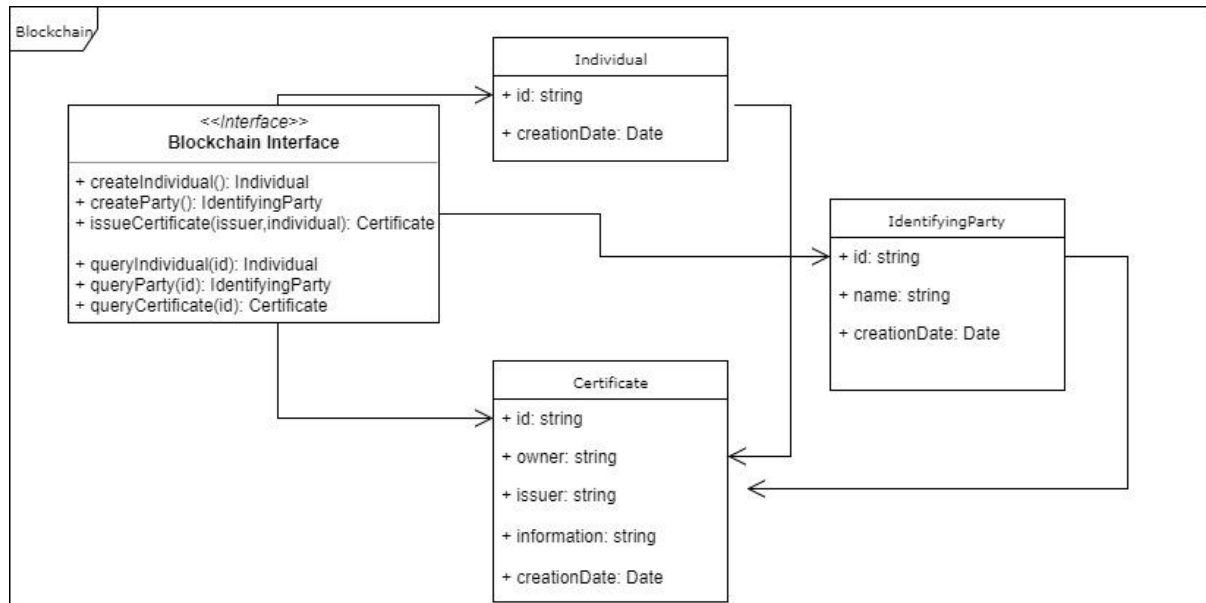 Blockchain
Individual
+ id: string
+ creationDate: Date
<<Interface>>
Blockchain Interface
+ createIndividual(): Individual
+ createParty(): IdentifyingParty
+ issueCertificate(issuer,individual): Certificate
+ queryIndividual(id): Individual
+ queryParty(id): IdentifyingParty
+ queryCertificate(id): Certificate
IdentifyingParty
+ id: string
+ name: string
+ creationDate: Date
Certificate
+ id: string
+ owner: string
+ issuer: string
+ information: string
+ creationDate: Date